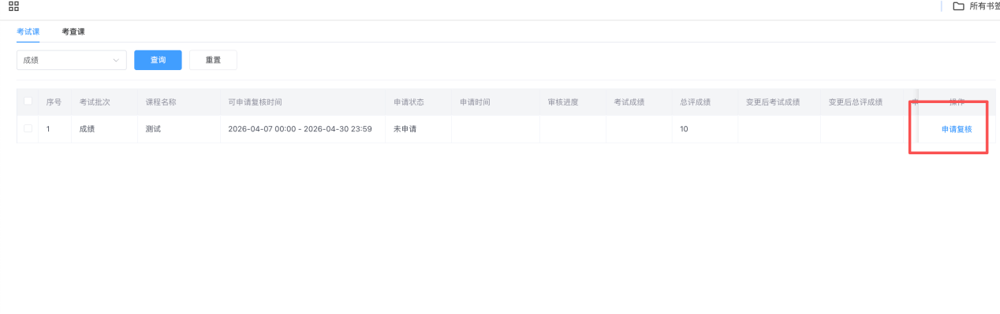 所有书签
考试课 考查课
成绩 查询 重置
序号 考试批次 课程名称 可申请复核时间 申请状态 申请时间 审核进度 考试成绩 总评成绩 变更后考试成绩 变更后总评成绩 操作
1 成绩 测试 2026-04-07 00:00 - 2026-04-30 23:59 未申请 10 申请复核